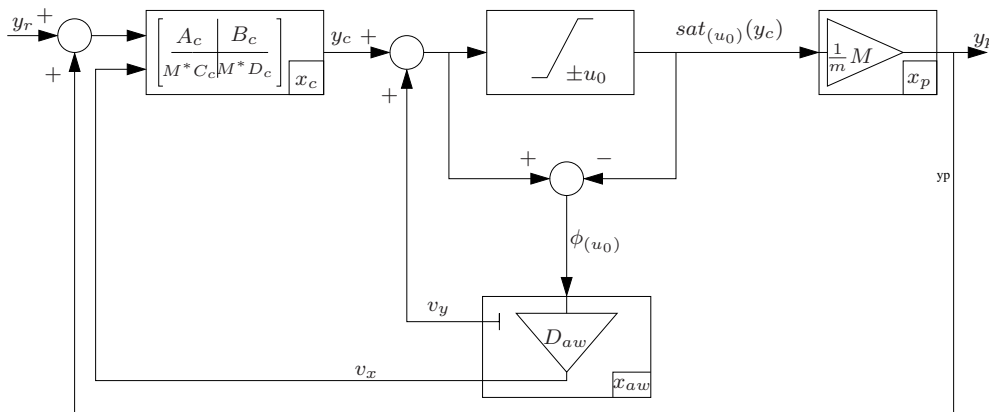 y_r +
+
A_c B_c
M*C_c M*D_c
x_c
y_c +
+
±u_0
sat_(u_0)(y_c)
1/m M
x_p
y_p
+ −
yp
ϕ_(u_0)
v_y
D_aw
v_x
x_aw